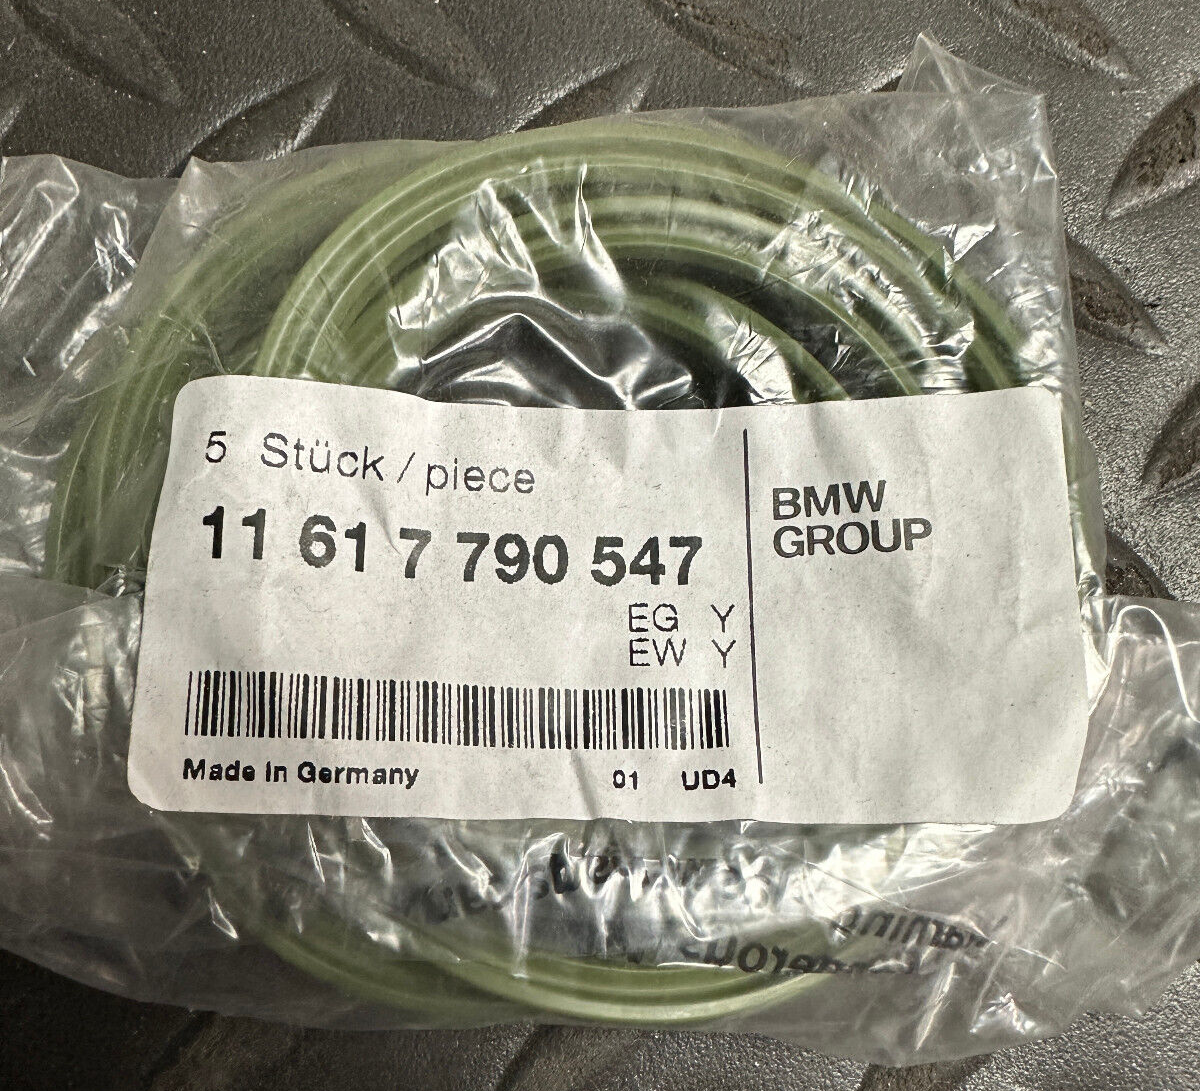 5 Stück / piece
11 61 7 790 547
EG Y
EW Y
Made in Germany 01 UD4
BMW
GROUP